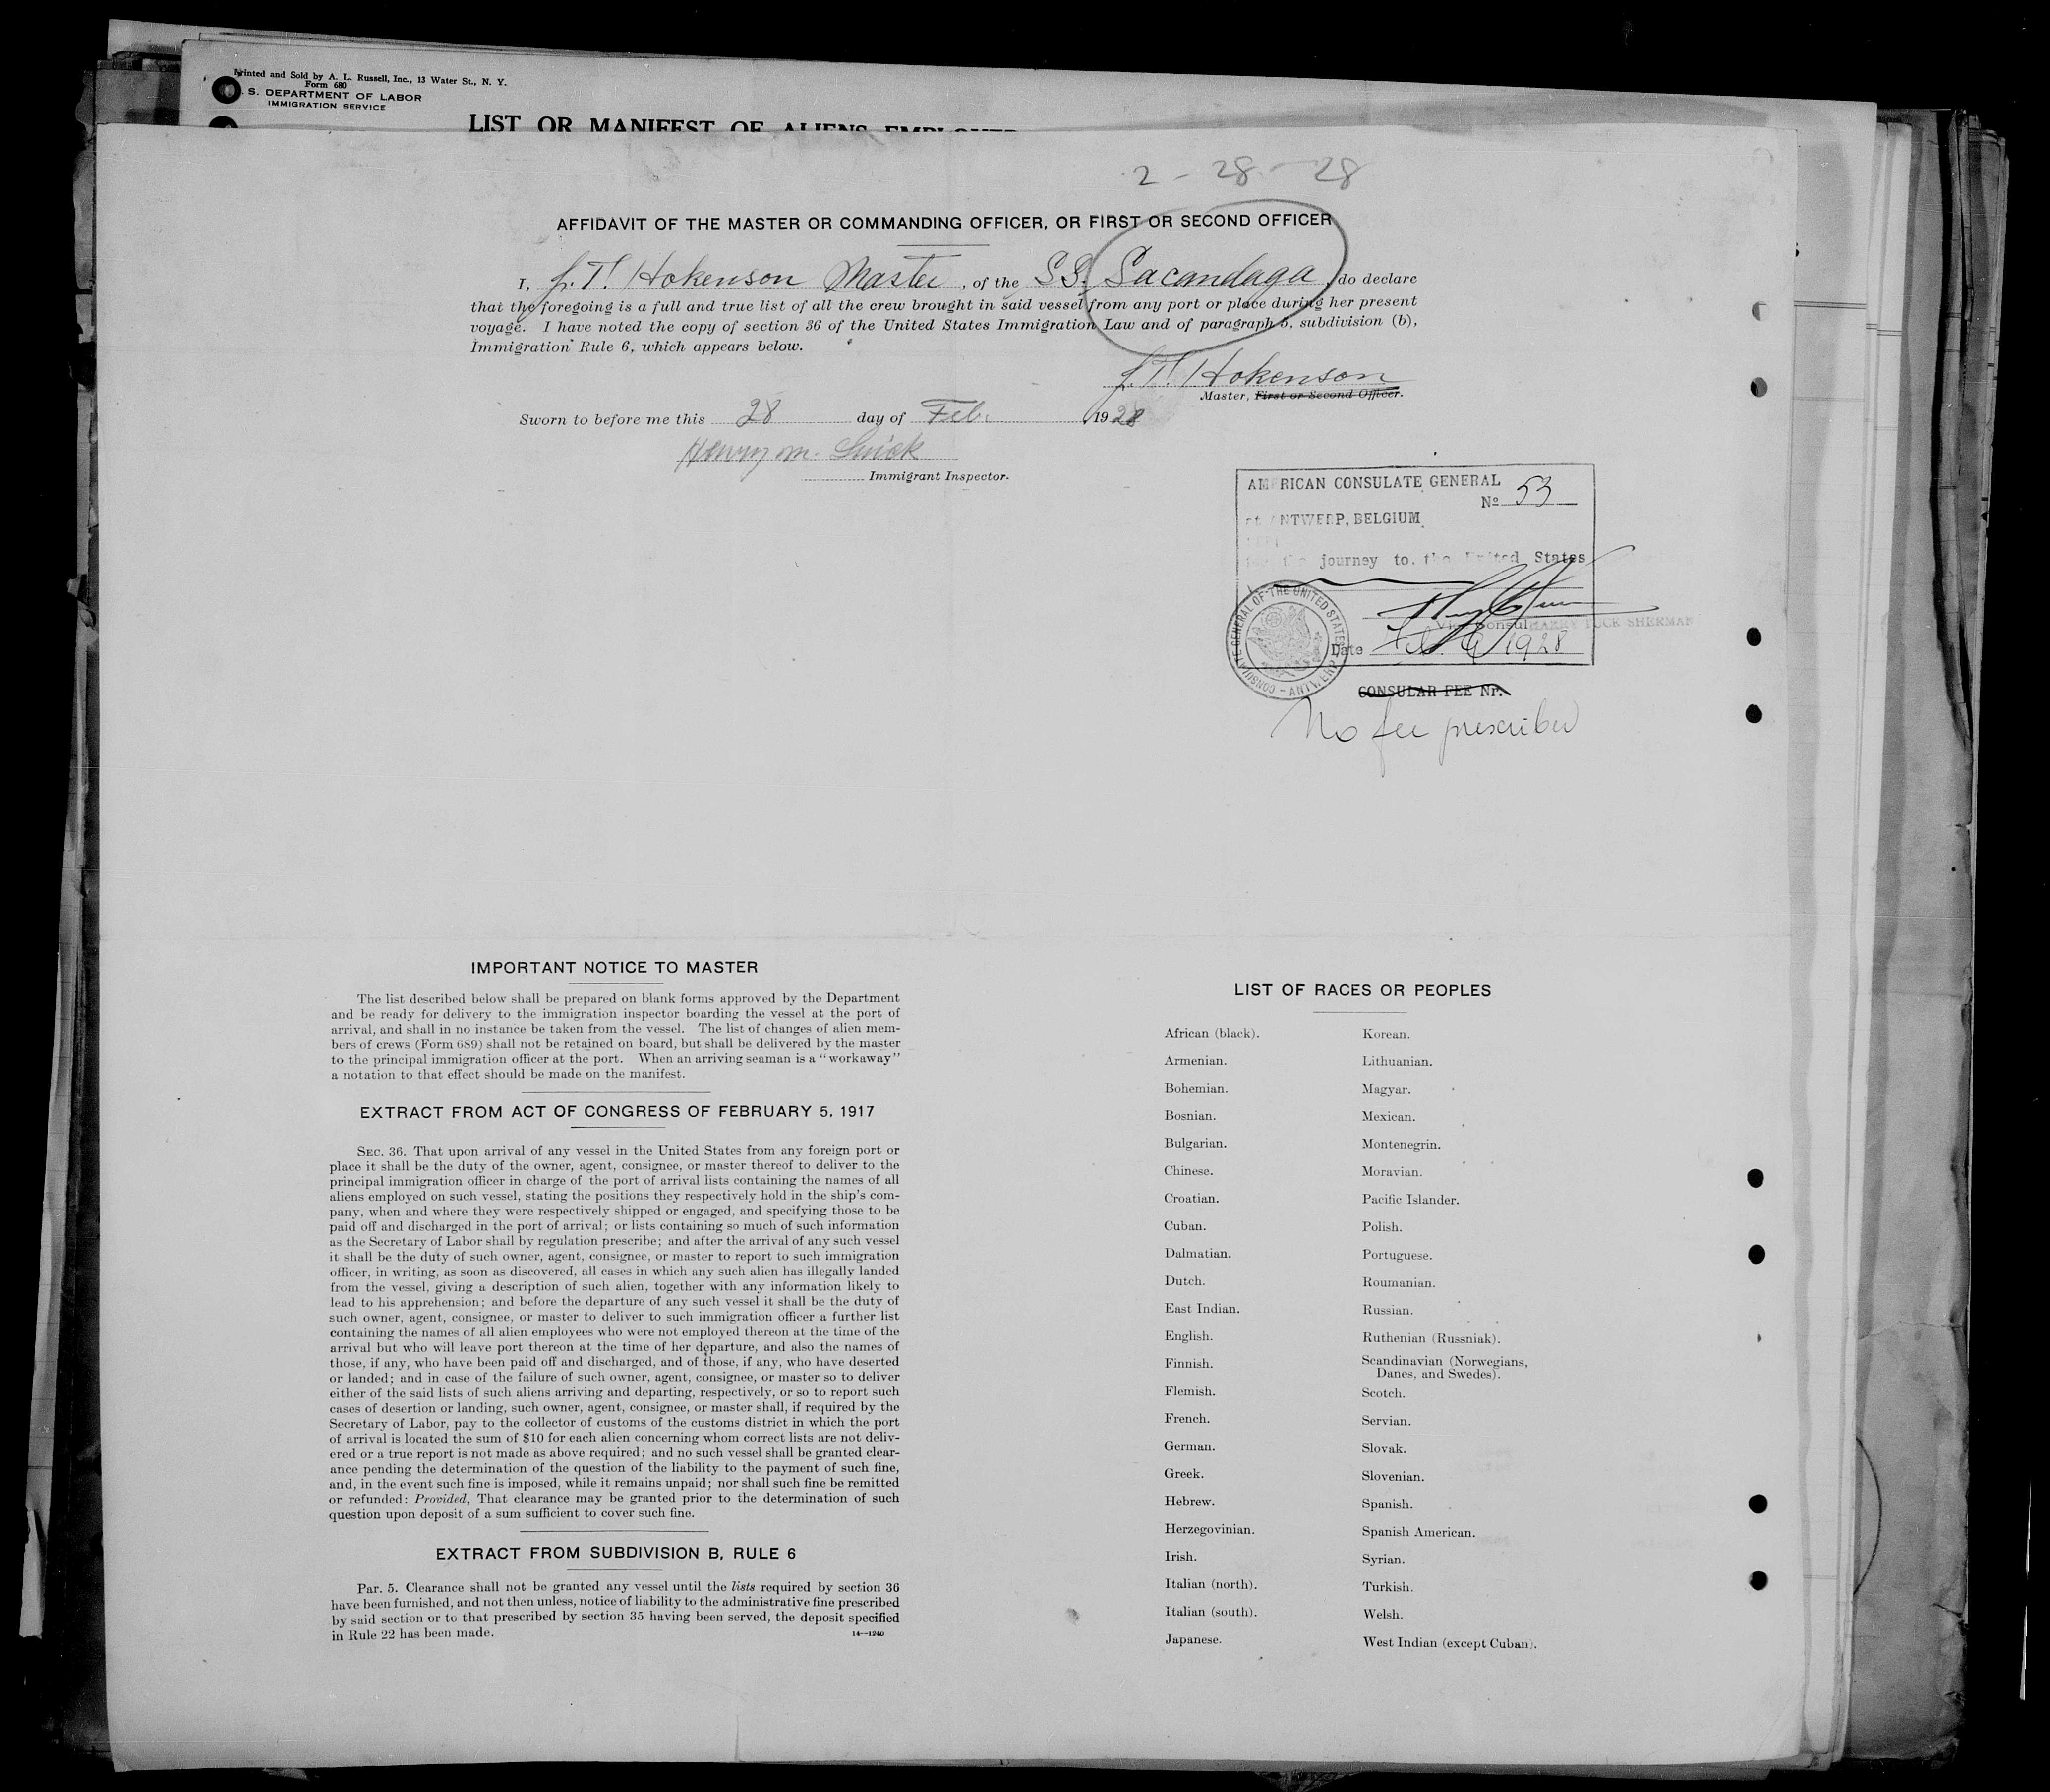 Printed and Sold by A. L. Russell, Inc., 13 Water St., N. Y.
Form 680
S. DEPARTMENT OF LABOR
IMMIGRATION SERVICE
LIST OR MANIFEST OF ALIENS EMPLOYED
2 - 28 - 28
AFFIDAVIT OF THE MASTER OR COMMANDING OFFICER, OR FIRST OR SECOND OFFICER
I, J. T. Hokenson Master, of the SS. Sacandaga, do declare
that the foregoing is a full and true list of all the crew brought in said vessel from any port or place during her present
voyage. I have noted the copy of section 36 of the United States Immigration Law and of paragraph 5, subdivision (b),
Immigration Rule 6, which appears below.
J. T. Hokenson
Master, First or Second Officer.
Sworn to before me this 28 day of Feb. 1928
Henry M.
Immigrant Inspector.
AMERICAN CONSULATE GENERAL
No 53
at ANTWERP, BELGIUM
for the journey to the United States
Vice Consul HARRY TUCK SHERMAN
Date Feb. 1928
CONSULATE GENERAL OF THE UNITED STATES - ANTWERP
CONSULAR FEE Nr.
No fee prescribed
IMPORTANT NOTICE TO MASTER
The list described below shall be prepared on blank forms approved by the Department
and be ready for delivery to the immigration inspector boarding the vessel at the port of
arrival, and shall in no instance be taken from the vessel. The list of changes of alien mem-
bers of crews (Form 689) shall not be retained on board, but shall be delivered by the master
to the principal immigration officer at the port. When an arriving seaman is a "workaway"
a notation to that effect should be made on the manifest.
EXTRACT FROM ACT OF CONGRESS OF FEBRUARY 5, 1917
SEC. 36. That upon arrival of any vessel in the United States from any foreign port or
place it shall be the duty of the owner, agent, consignee, or master thereof to deliver to the
principal immigration officer in charge of the port of arrival lists containing the names of all
aliens employed on such vessel, stating the positions they respectively hold in the ship's com-
pany, when and where they were respectively shipped or engaged, and specifying those to be
paid off and discharged in the port of arrival; or lists containing so much of such information
as the Secretary of Labor shall by regulation prescribe; and after the arrival of any such vessel
it shall be the duty of such owner, agent, consignee, or master to report to such immigration
officer, in writing, as soon as discovered, all cases in which any such alien has illegally landed
from the vessel, giving a description of such alien, together with any information likely to
lead to his apprehension; and before the departure of any such vessel it shall be the duty of
such owner, agent, consignee, or master to deliver to such immigration officer a further list
containing the names of all alien employees who were not employed thereon at the time of the
arrival but who will leave port thereon at the time of her departure, and also the names of
those, if any, who have been paid off and discharged, and of those, if any, who have deserted
or landed; and in case of the failure of such owner, agent, consignee, or master so to deliver
either of the said lists of such aliens arriving and departing, respectively, or so to report such
cases of desertion or landing, such owner, agent, consignee, or master shall, if required by the
Secretary of Labor, pay to the collector of customs of the customs district in which the port
of arrival is located the sum of $10 for each alien concerning whom correct lists are not deliv-
ered or a true report is not made as above required; and no such vessel shall be granted clear-
ance pending the determination of the question of the liability to the payment of such fine,
and, in the event such fine is imposed, while it remains unpaid; nor shall such fine be remitted
or refunded: Provided, That clearance may be granted prior to the determination of such
question upon deposit of a sum sufficient to cover such fine.
EXTRACT FROM SUBDIVISION B, RULE 6
Par. 5. Clearance shall not be granted any vessel until the lists required by section 36
have been furnished, and not then unless, notice of liability to the administrative fine prescribed
by said section or to that prescribed by section 35 having been served, the deposit specified
in Rule 22 has been made.
14—1240
LIST OF RACES OR PEOPLES
African (black).
Armenian.
Bohemian.
Bosnian.
Bulgarian.
Chinese.
Croatian.
Cuban.
Dalmatian.
Dutch.
East Indian.
English.
Finnish.
Flemish.
French.
German.
Greek.
Hebrew.
Herzegovinian.
Irish.
Italian (north).
Italian (south).
Japanese.
Korean.
Lithuanian.
Magyar.
Mexican.
Montenegrin.
Moravian.
Pacific Islander.
Polish.
Portuguese.
Roumanian.
Russian.
Ruthenian (Russniak).
Scandinavian (Norwegians,
Danes, and Swedes).
Scotch.
Servian.
Slovak.
Slovenian.
Spanish.
Spanish American.
Syrian.
Turkish.
Welsh.
West Indian (except Cuban).